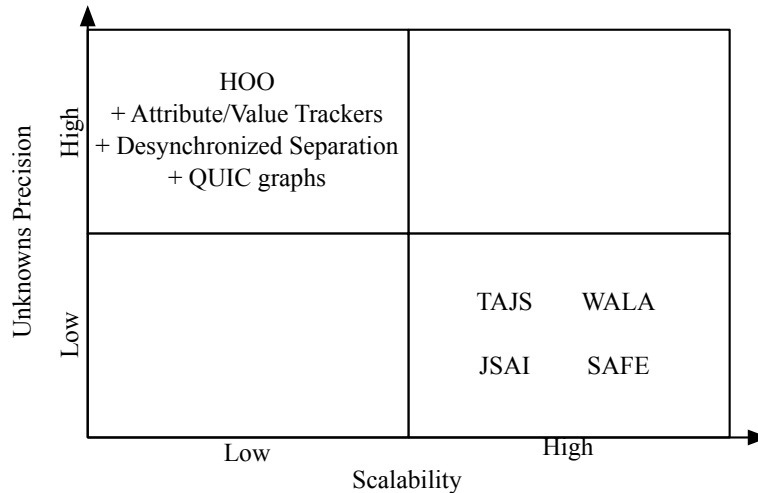 HOO
+ Attribute/Value Trackers
+ Desynchronized Separation
+ QUIC graphs
High
Unknowns Precision
Low
TAJS WALA
JSAI SAFE
Low High
Scalability